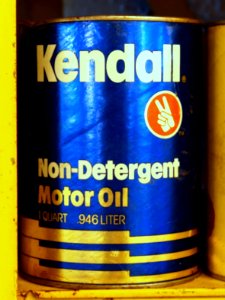 Kendall®
Non-Detergent
Motor Oil
1 QUART .946 LITER